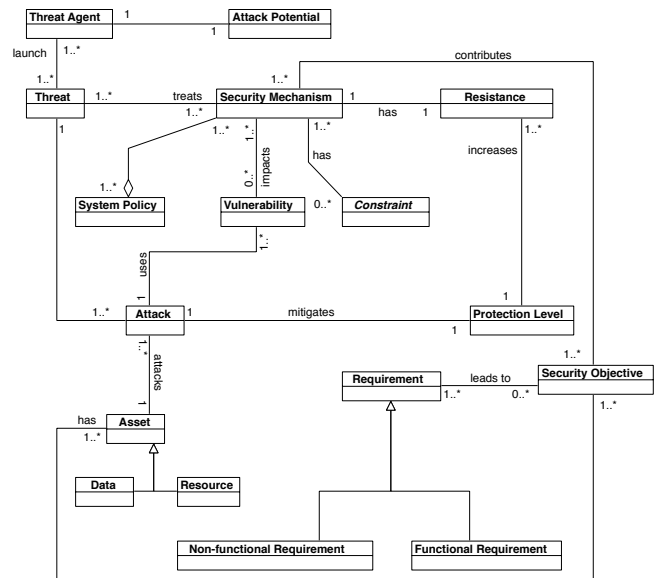 Threat Agent
1
1
Attack Potential
launch
1..*
contributes
1..*
1..*
Threat
1..*
treats
1..*
Security Mechanism
1
has
1
Resistance
1
1..*
1..*
1..*
1..*
impacts
0..*
has
increases
1..*
0..*
System Policy
Vulnerability
Constraint
1..*
uses
1
1
1..*
Attack
1
mitigates
1
Protection Level
1..*
attacks
1
1..*
Requirement
leads to
1..*
0..*
Security Objective
1..*
has
1..*
Asset
Data
Resource
Non-functional Requirement
Functional Requirement